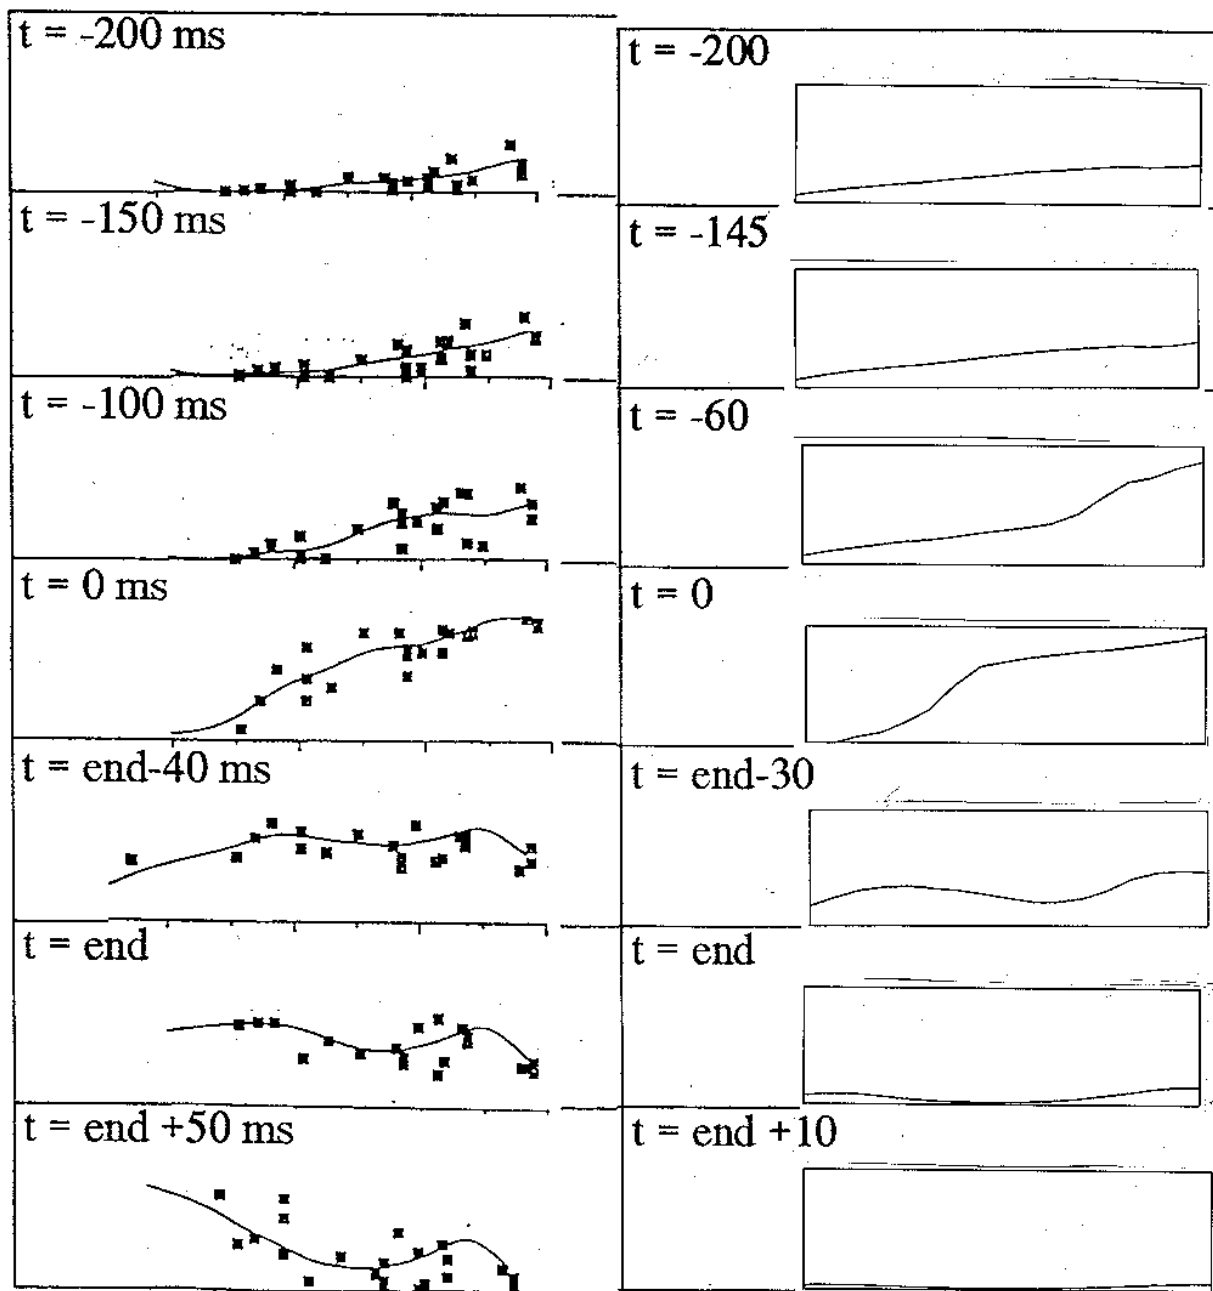 t = -200 ms
t = -150 ms
t = -100 ms
t = 0 ms
t = end-40 ms
t = end
t = end +50 ms
t = -200
t = -145
t = -60
t = 0
t = end-30
t = end
t = end +10